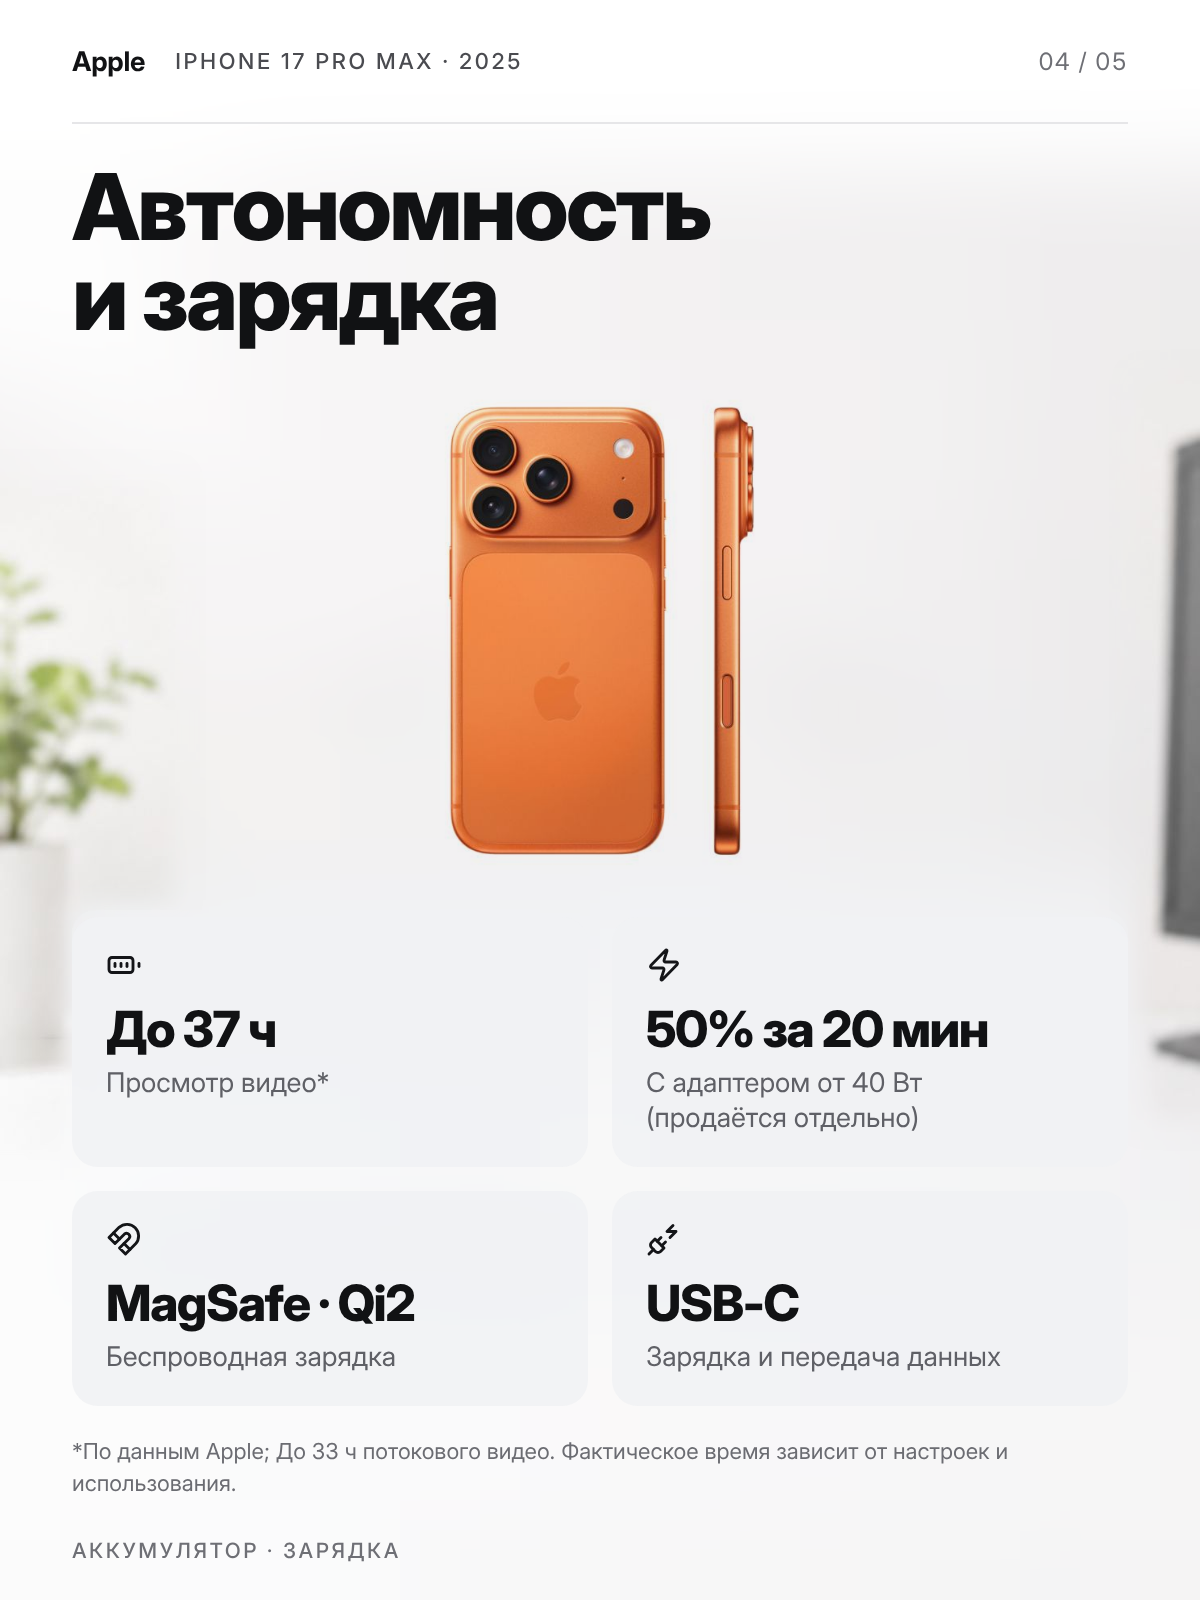 Apple IPHONE 17 PRO MAX · 2025 04 / 05
Автономность
и зарядка
До 37 ч
Просмотр видео*
50% за 20 мин
С адаптером от 40 Вт
(продаётся отдельно)
MagSafe · Qi2
Беспроводная зарядка
USB-C
Зарядка и передача данных
*По данным Apple; До 33 ч потокового видео. Фактическое время зависит от настроек и
использования.
АККУМУЛЯТОР · ЗАРЯДКА